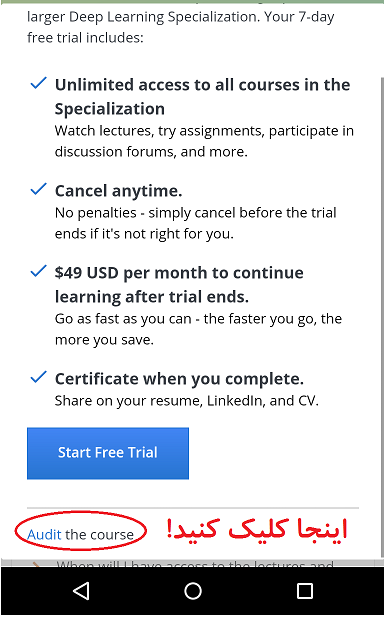 larger Deep Learning Specialization. Your 7-day
free trial includes:
Unlimited access to all courses in the
Specialization
Watch lectures, try assignments, participate in
discussion forums, and more.
Cancel anytime.
No penalties - simply cancel before the trial
ends if it's not right for you.
$49 USD per month to continue
learning after trial ends.
Go as fast as you can - the faster you go, the
more you save.
Certificate when you complete.
Share on your resume, LinkedIn, and CV.
Start Free Trial
Audit the course
اینجا کلیک کنید!
When will I have access to the lectures and